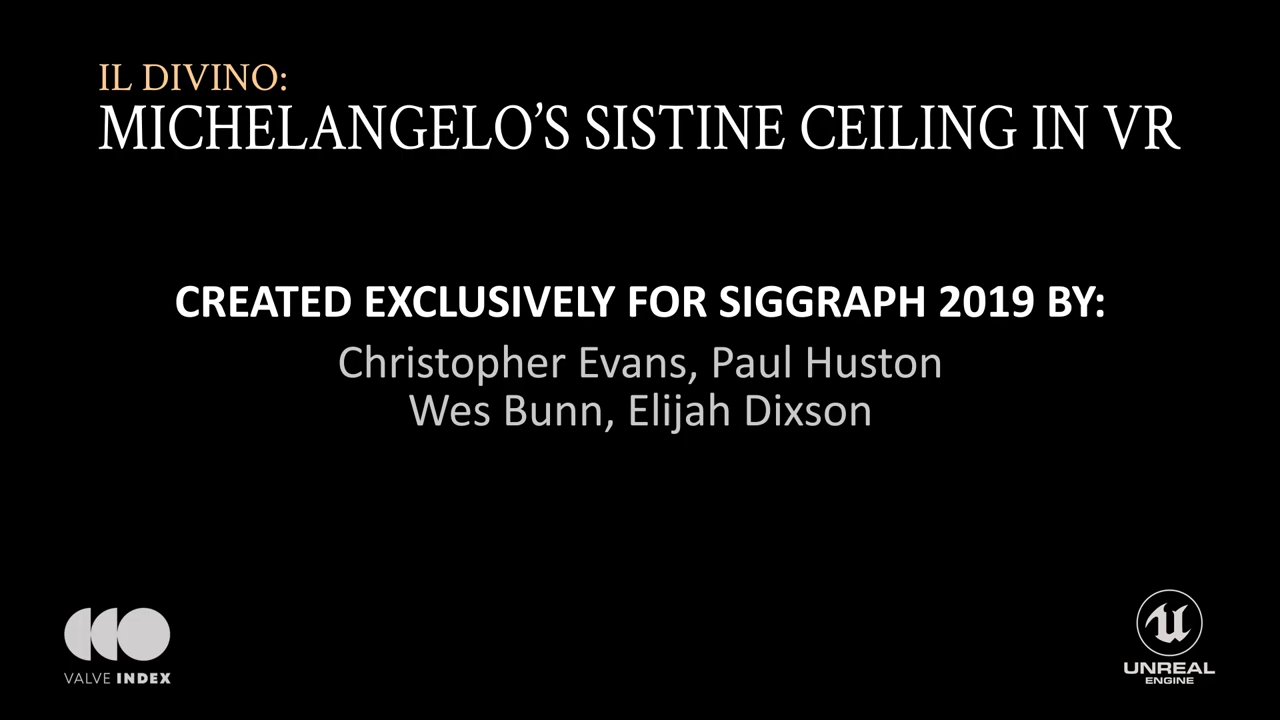 IL DIVINO:
MICHELANGELO’S SISTINE CEILING IN VR
CREATED EXCLUSIVELY FOR SIGGRAPH 2019 BY:
Christopher Evans, Paul Huston
Wes Bunn, Elijah Dixson
VALVE INDEX
UNREAL
ENGINE